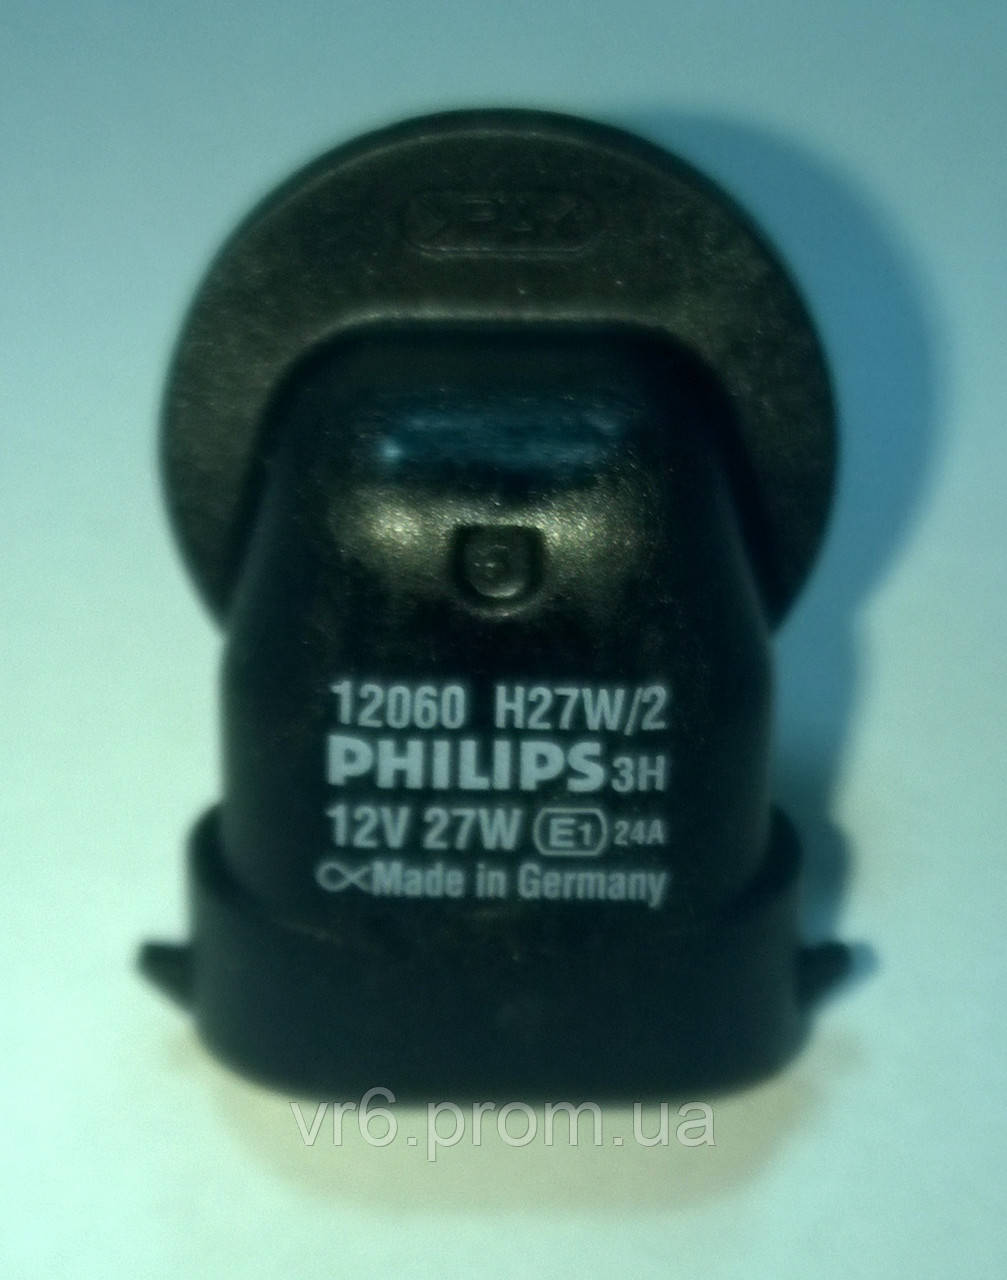 12060 H27W/2
PHILIPS 3H
12V 27W E1 24A
∝Made in Germany
vr6.prom.ua